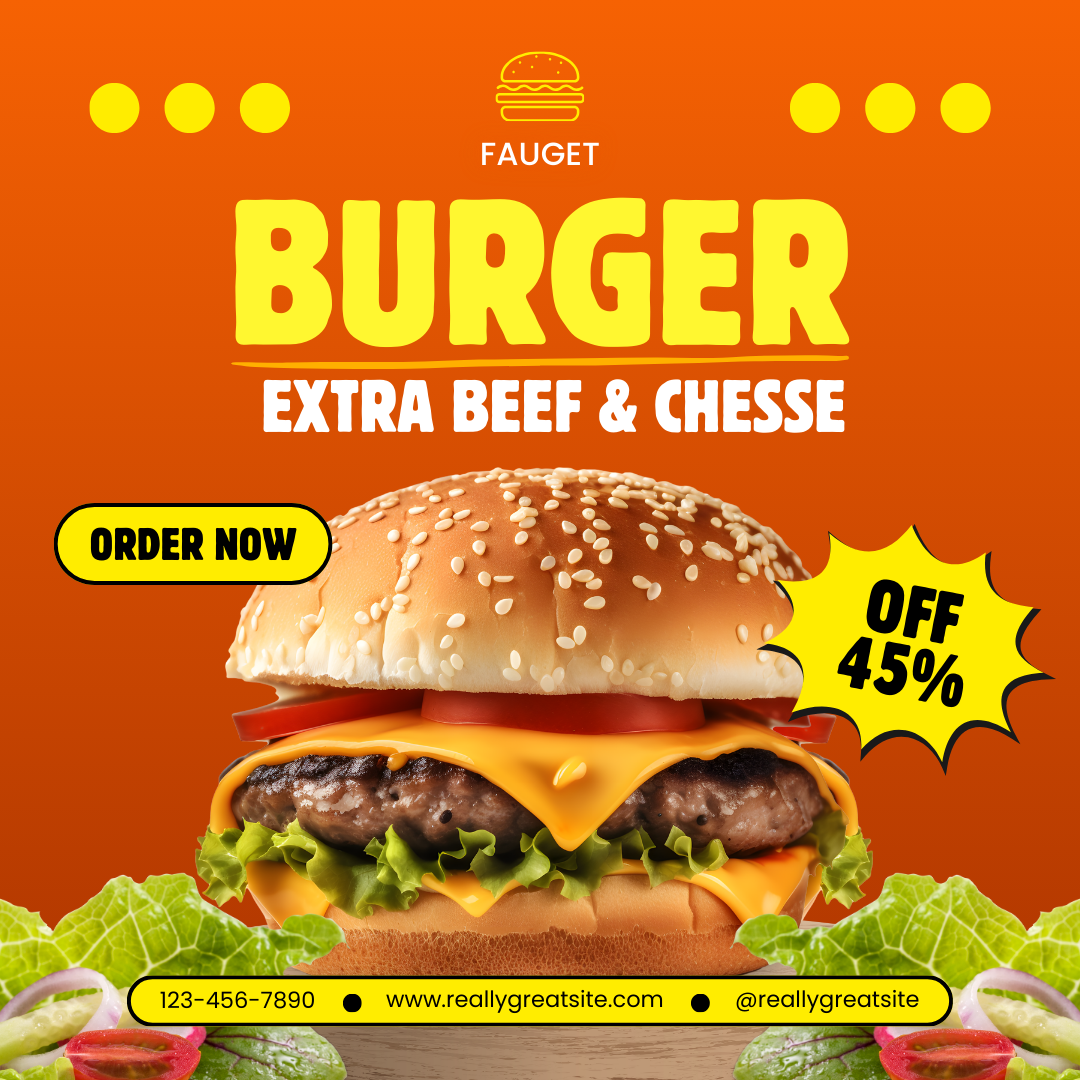 FAUGET
BURGER
EXTRA BEEF & CHESSE
ORDER NOW
OFF
45%
123-456-7890 ● www.reallygreatsite.com ● @reallygreatsite